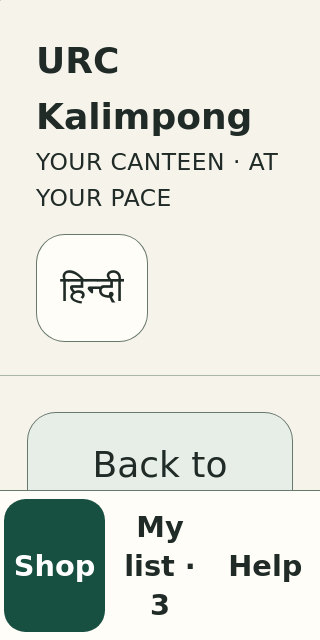 URC
Kalimpong
YOUR CANTEEN · AT
YOUR PACE
हिन्दी
Back to
Shop
My
list ·
3
Help